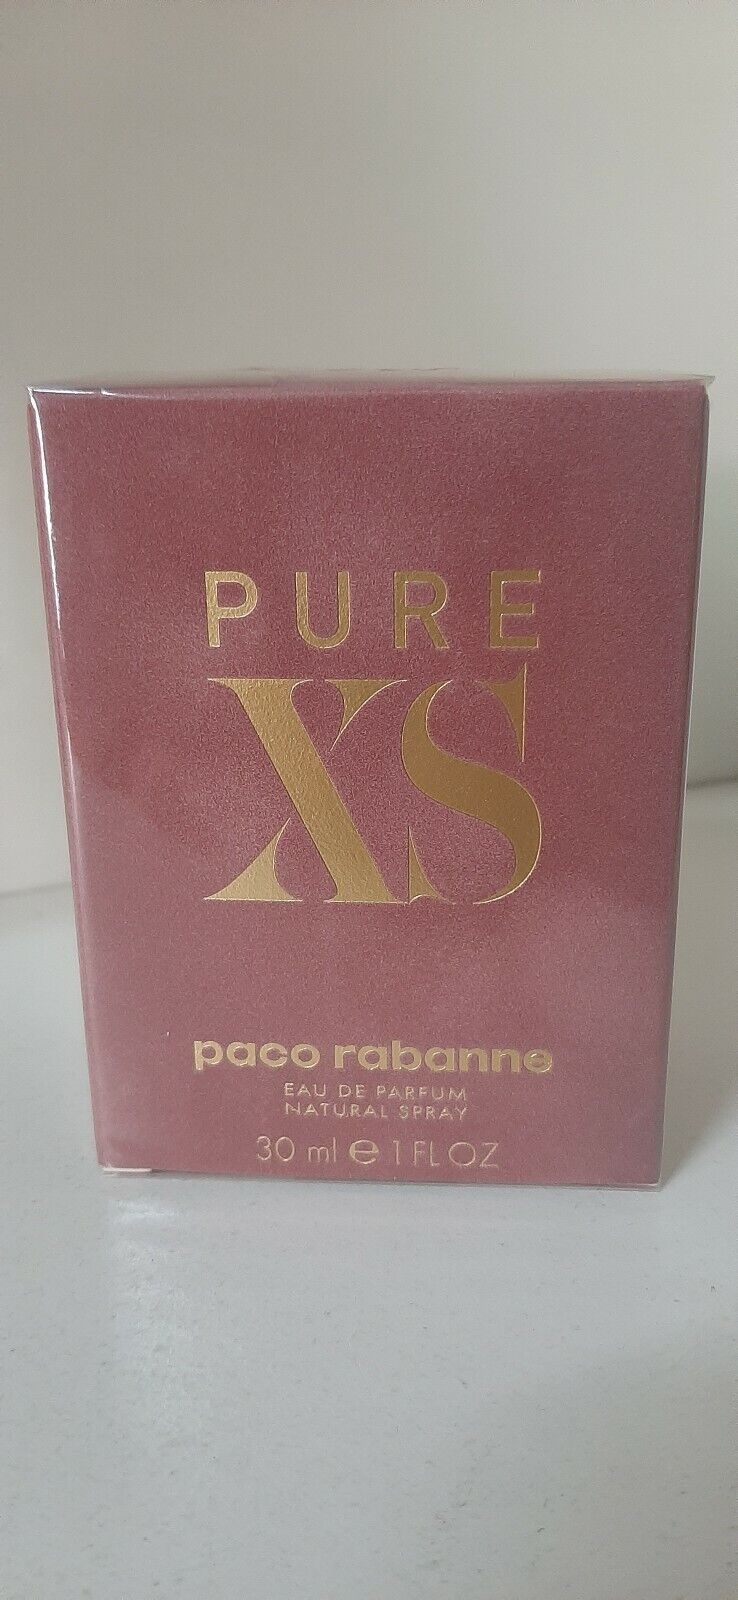 PURE
XS
paco rabanne
EAU DE PARFUM
NATURAL SPRAY
30 ml ℮ 1 FL OZ